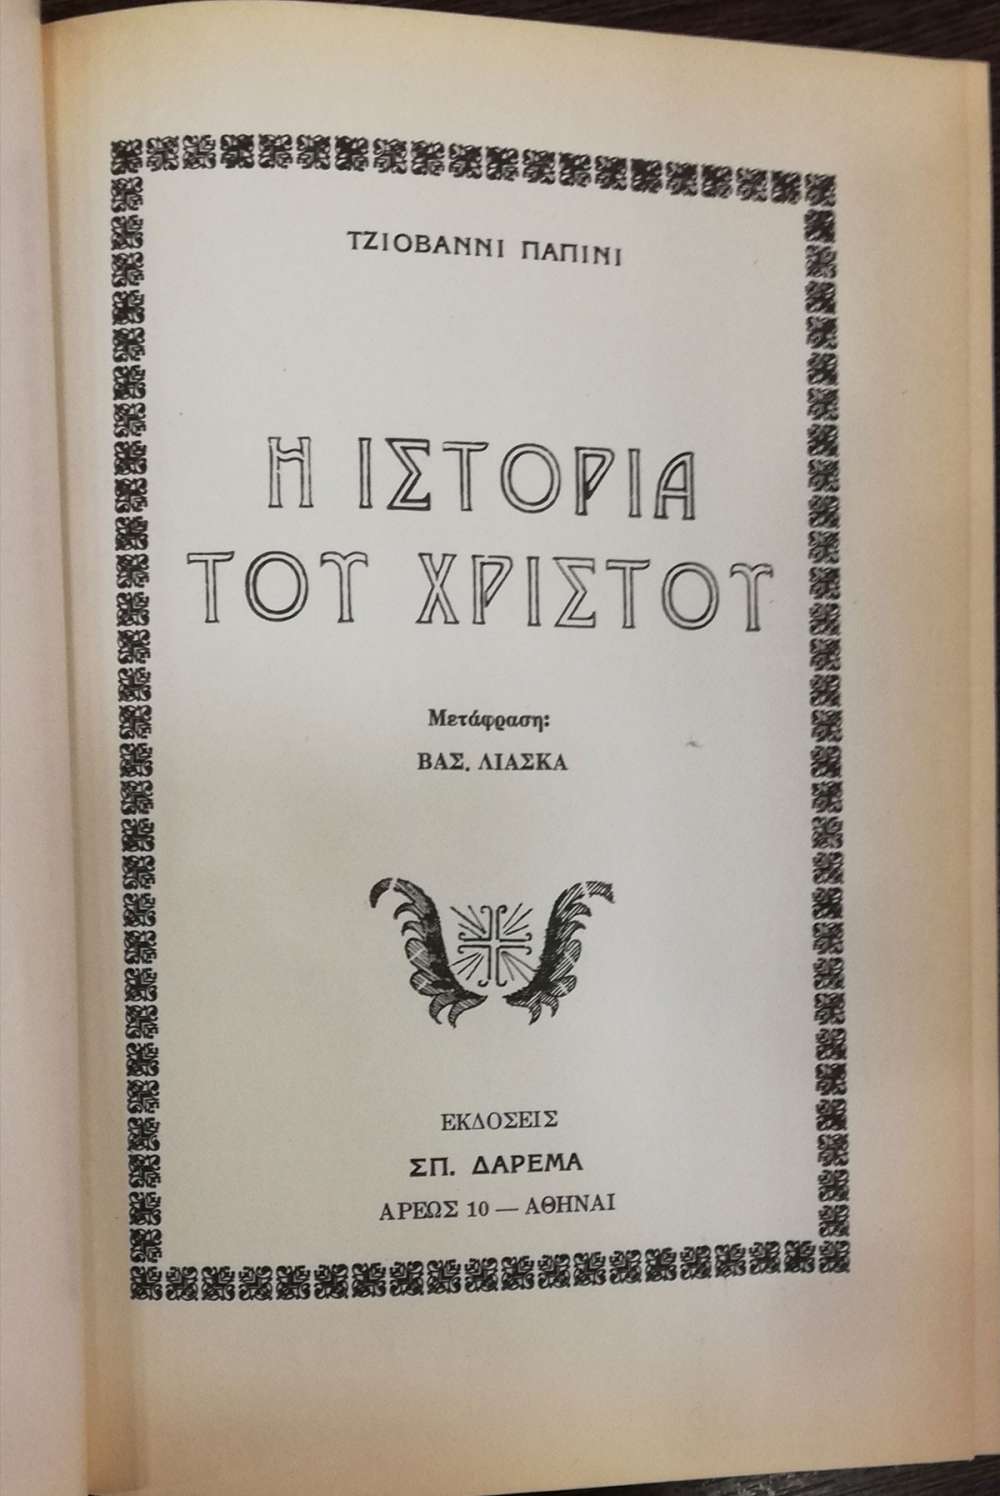 ΤΖΙΟΒΑΝΝΙ ΠΑΠΙΝΙ
Η ΙΣΤΟΡΙΑ
ΤΟΥ ΧΡΙΣΤΟΥ
Μετάφραση:
ΒΑΣ. ΛΙΑΣΚΑ
ΕΚΔΟΣΕΙΣ
ΣΠ. ΔΑΡΕΜΑ
ΑΡΕΩΣ 10 — ΑΘΗΝΑΙ